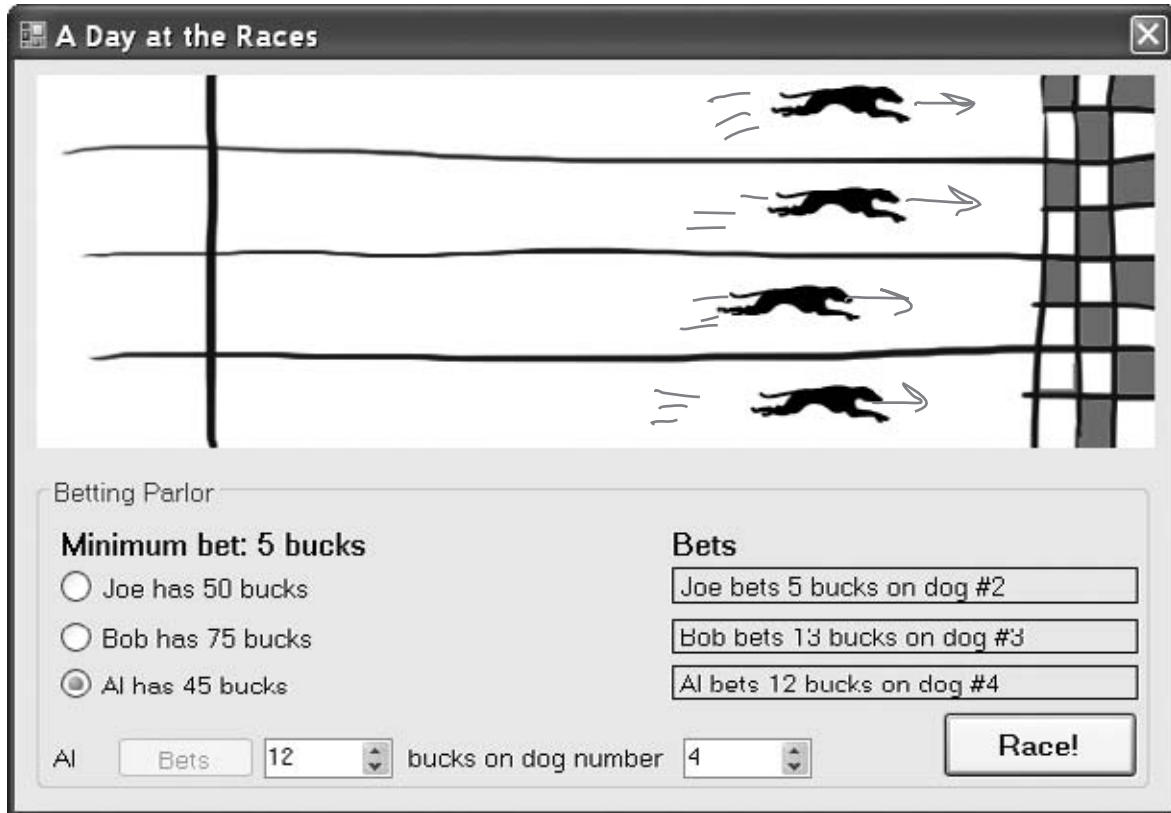 A Day at the Races
Betting Parlor
Minimum bet: 5 bucks
Joe has 50 bucks
Bob has 75 bucks
Al has 45 bucks
Bets
Joe bets 5 bucks on dog #2
Bob bets 13 bucks on dog #3
Al bets 12 bucks on dog #4
Al Bets 12 bucks on dog number 4
Race!